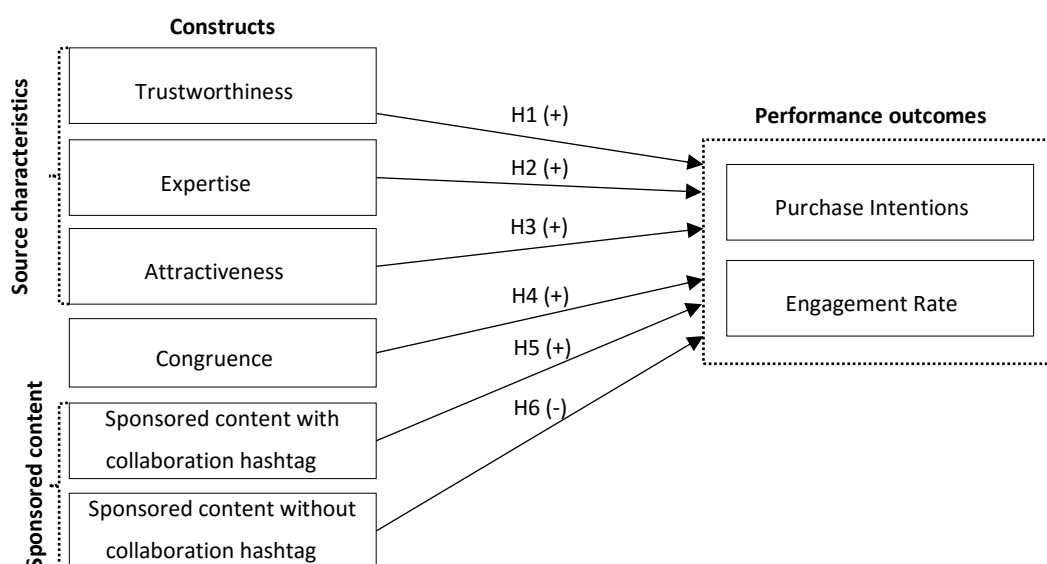 Constructs
Source characteristics
Trustworthiness
Expertise
Attractiveness
Congruence
Sponsored content
Sponsored content with
collaboration hashtag
Sponsored content without
collaboration hashtag
H1 (+)
H2 (+)
H3 (+)
H4 (+)
H5 (+)
H6 (-)
Performance outcomes
Purchase Intentions
Engagement Rate